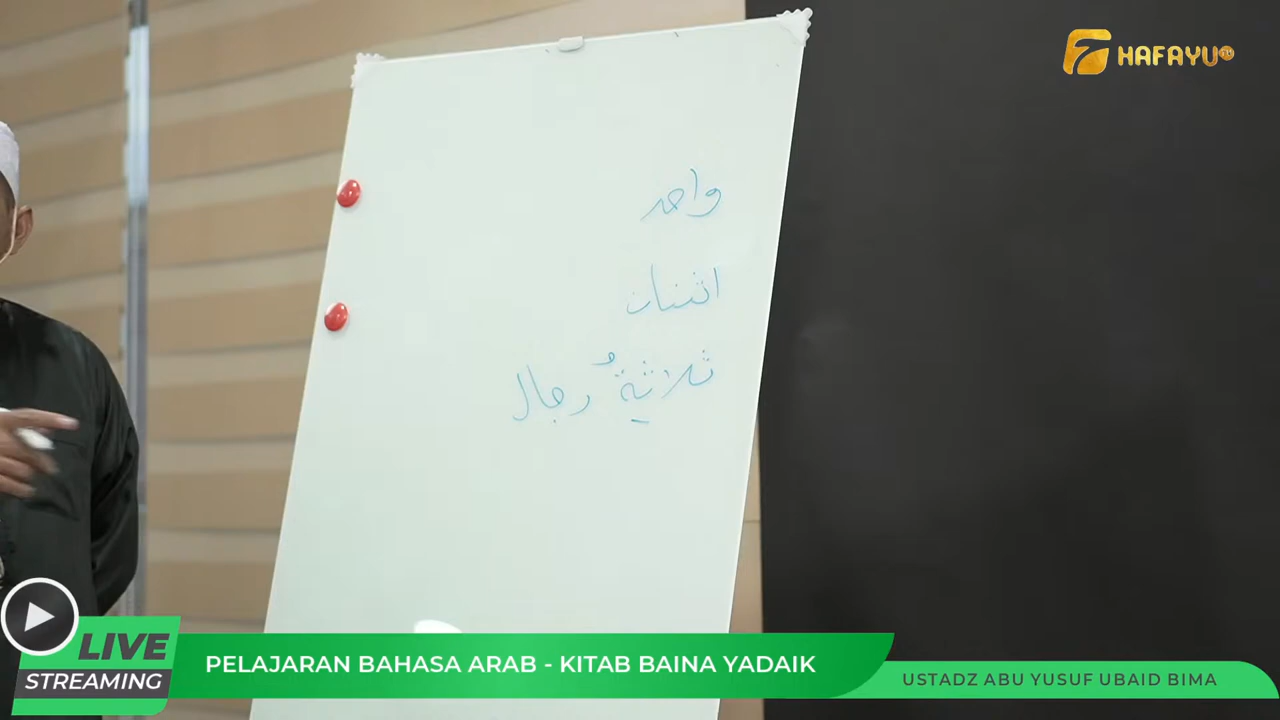 HAFAYU
واحد
اثنان
ثلاثةُ رجال
LIVE
STREAMING
PELAJARAN BAHASA ARAB - KITAB BAINA YADAIK
USTADZ ABU YUSUF UBAID BIMA